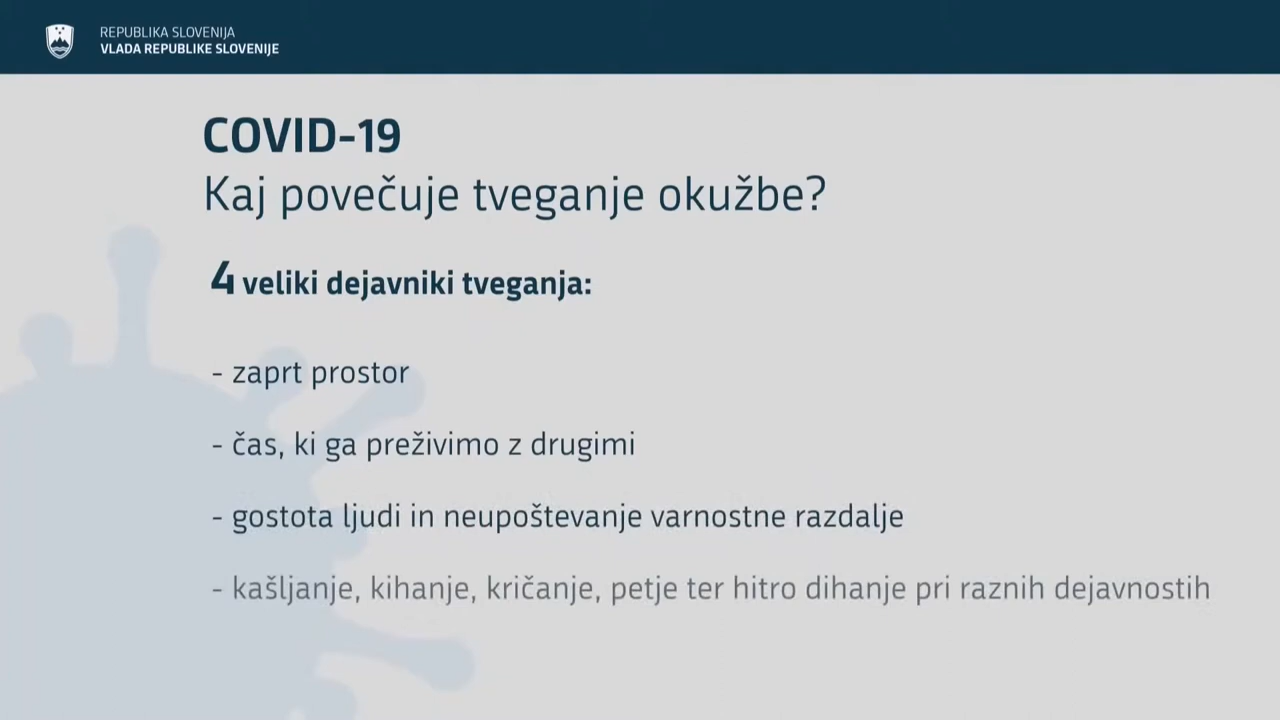 REPUBLIKA SLOVENIJA
VLADA REPUBLIKE SLOVENIJE
COVID-19
Kaj povečuje tveganje okužbe?
4 veliki dejavniki tveganja:
- zaprt prostor
- čas, ki ga preživimo z drugimi
- gostota ljudi in neupoštevanje varnostne razdalje
- kašljanje, kihanje, kričanje, petje ter hitro dihanje pri raznih dejavnostih